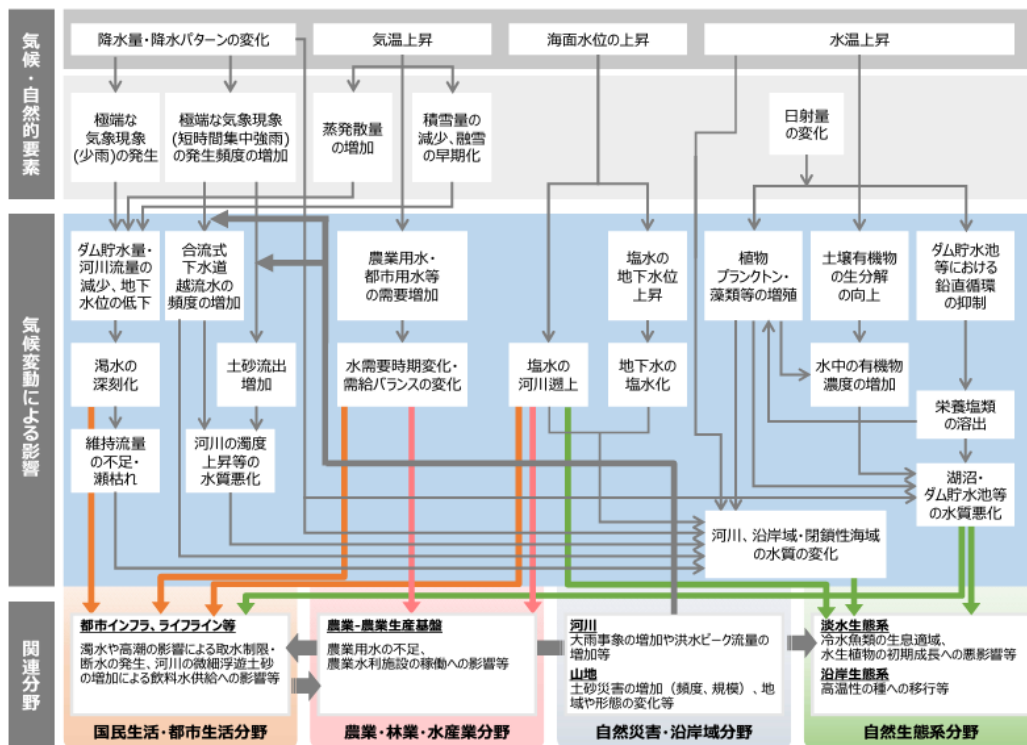 気候・自然的要素
降水量・降水パターンの変化
気温上昇
海面水位の上昇
水温上昇
極端な
気象現象
(少雨)の発生
極端な気象現象
(短時間集中強雨)
の発生頻度の増加
蒸発散量
の増加
積雪量の
減少、融雪
の早期化
日射量
の変化
気候変動による影響
ダム貯水量・
河川流量の
減少、地下
水位の低下
合流式
下水道
越流水の
頻度の増加
農業用水・
都市用水等
の需要増加
塩水の
地下水位
上昇
植物
プランクトン・
藻類等の増殖
土壌有機物
の生分解
の向上
ダム貯水池
等における
鉛直循環
の抑制
渇水の
深刻化
土砂流出
増加
水需要時期変化・
需給バランスの変化
塩水の
河川遡上
地下水の
塩水化
水中の有機物
濃度の増加
栄養塩類
の溶出
維持流量
の不足・
瀬枯れ
河川の濁度
上昇等の
水質悪化
湖沼・
ダム貯水池等
の水質悪化
河川、沿岸域・閉鎖性海域
の水質の変化
関連分野
都市インフラ、ライフライン等
濁水や高潮の影響による取水制限・
断水の発生、河川の微細浮遊土砂
の増加による飲料水供給への影響等
国民生活・都市生活分野
農業-農業生産基盤
農業用水の不足、
農業水利施設の稼働への影響等
農業・林業・水産業分野
河川
大雨事象の増加や洪水ピーク流量の
増加等
山地
土砂災害の増加（頻度、規模）、地
域や形態の変化等
自然災害・沿岸域分野
淡水生態系
冷水魚類の生息適域、
水生植物の初期成長への悪影響等
沿岸生態系
高温性の種への移行等
自然生態系分野